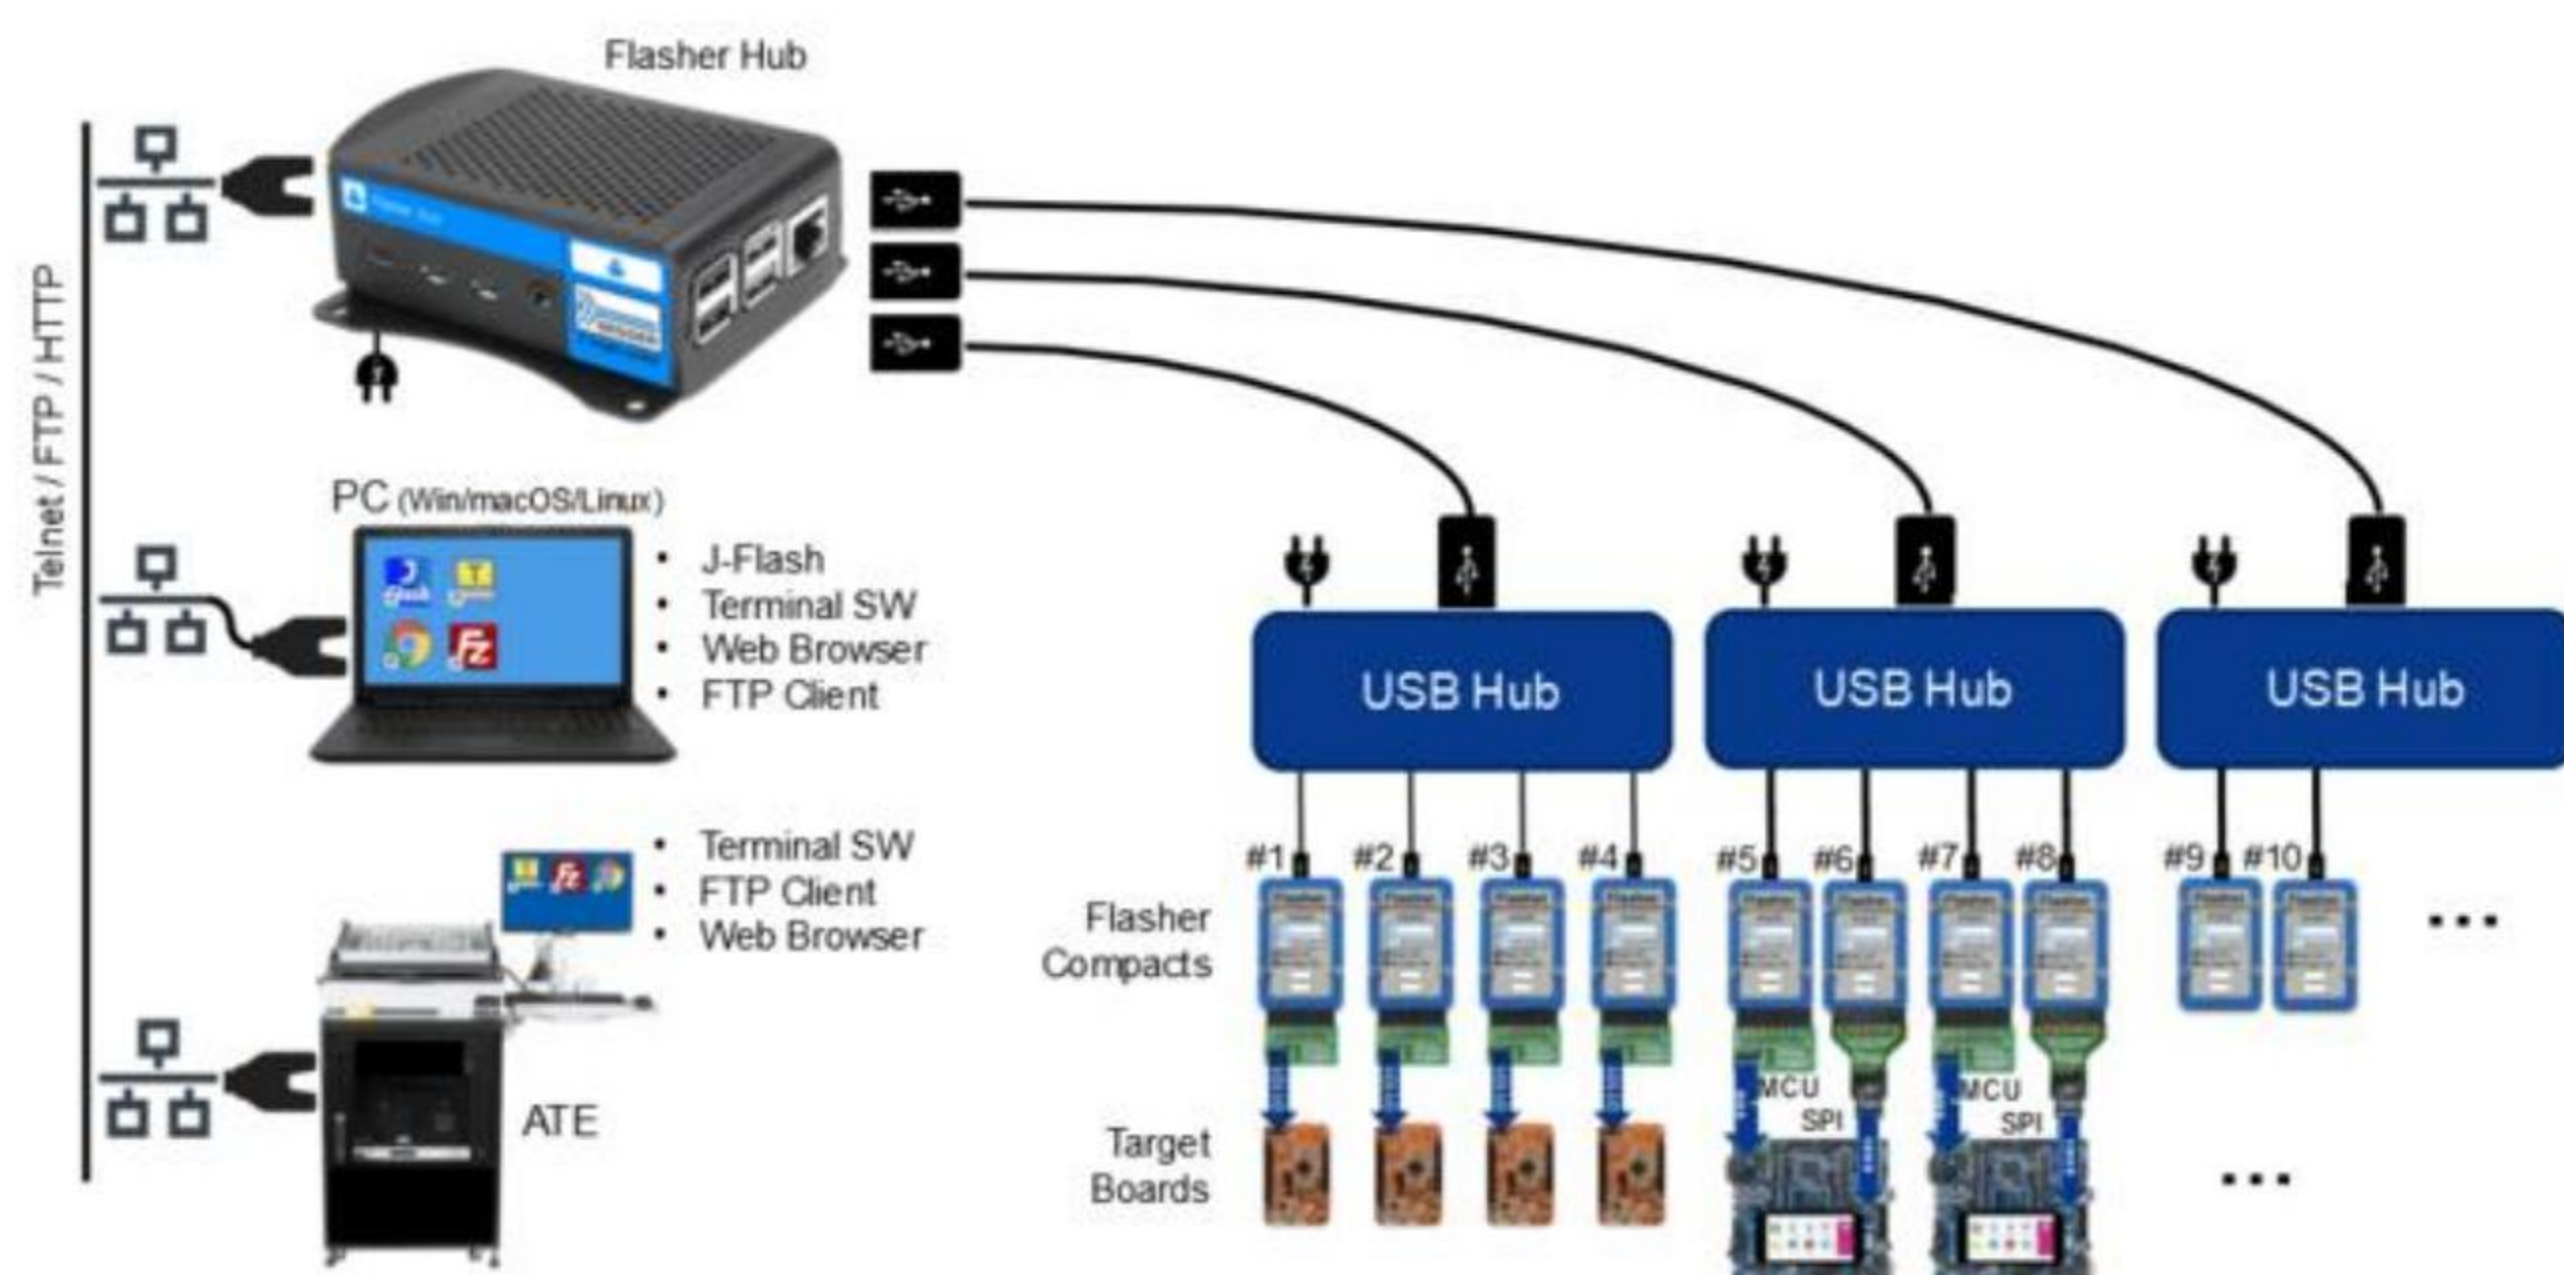 Flasher Hub
Telnet / FTP / HTTP
PC (Win/macOS/Linux)
• J-Flash
• Terminal SW
• Web Browser
• FTP Client
• Terminal SW
• FTP Client
• Web Browser
ATE
USB Hub
USB Hub
USB Hub
#1 #2 #3 #4 #5 #6 #7 #8 #9 #10
...
Flasher
Compacts
MCU
SPI
MCU
SPI
Target
Boards
...